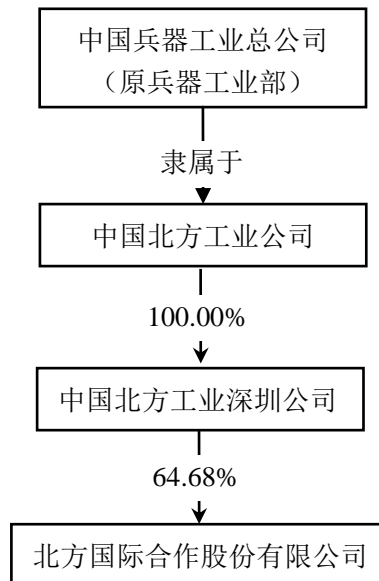 中国兵器工业总公司
（原兵器工业部）
隶属于
中国北方工业公司
100.00%
中国北方工业深圳公司
64.68%
北方国际合作股份有限公司